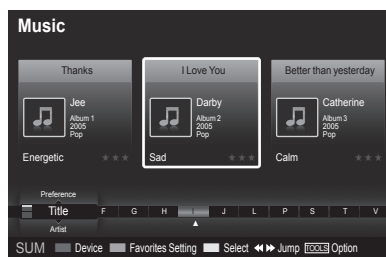 Music
Thanks
I Love You
Better than yesterday
Jee
Album 1
2005
Pop
Darby
Album 2
2005
Pop
Catherine
Album 3
2005
Pop
Energetic
Sad
Calm
Preference
Title F G H I J L P S T V
Artist
SUM Device Favorites Setting Select Jump TOOLS Option